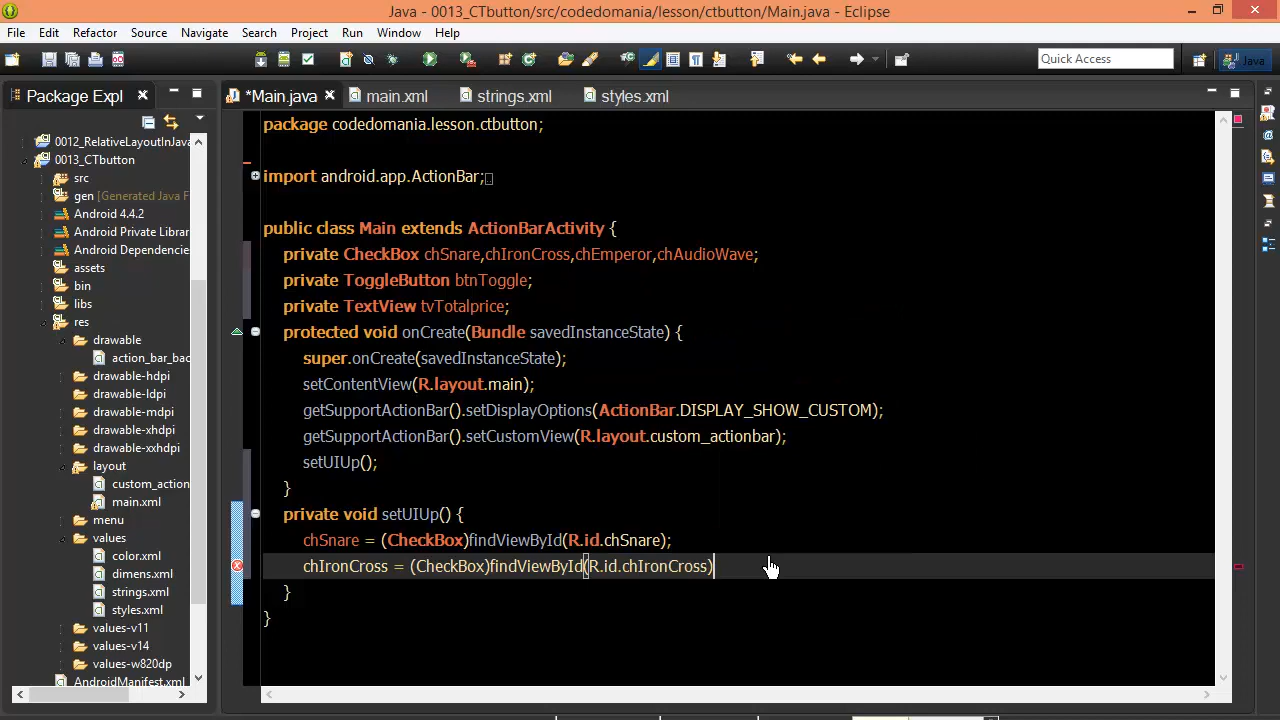 Java - 0013_CTbutton/src/codedomania/lesson/ctbutton/Main.java - Eclipse
File Edit Refactor Source Navigate Search Project Run Window Help
Quick Access
Java
Package Expl
*Main.java
main.xml
strings.xml
styles.xml
0012_RelativeLayoutInJava
0013_CTbutton
src
gen [Generated Java F
Android 4.4.2
Android Private Librar
Android Dependencie
assets
bin
libs
res
drawable
action_bar_bac
drawable-hdpi
drawable-ldpi
drawable-mdpi
drawable-xhdpi
drawable-xxhdpi
layout
custom_action
main.xml
menu
values
color.xml
dimens.xml
strings.xml
styles.xml
values-v11
values-v14
values-w820dp
AndroidManifest.xml
package codedomania.lesson.ctbutton;
import android.app.ActionBar;
public class Main extends ActionBarActivity {
private CheckBox chSnare,chIronCross,chEmperor,chAudioWave;
private ToggleButton btnToggle;
private TextView tvTotalprice;
protected void onCreate(Bundle savedInstanceState) {
super.onCreate(savedInstanceState);
setContentView(R.layout.main);
getSupportActionBar().setDisplayOptions(ActionBar.DISPLAY_SHOW_CUSTOM);
getSupportActionBar().setCustomView(R.layout.custom_actionbar);
setUIUp();
}
private void setUIUp() {
chSnare = (CheckBox)findViewById(R.id.chSnare);
chIronCross = (CheckBox)findViewById(R.id.chIronCross)
}
}